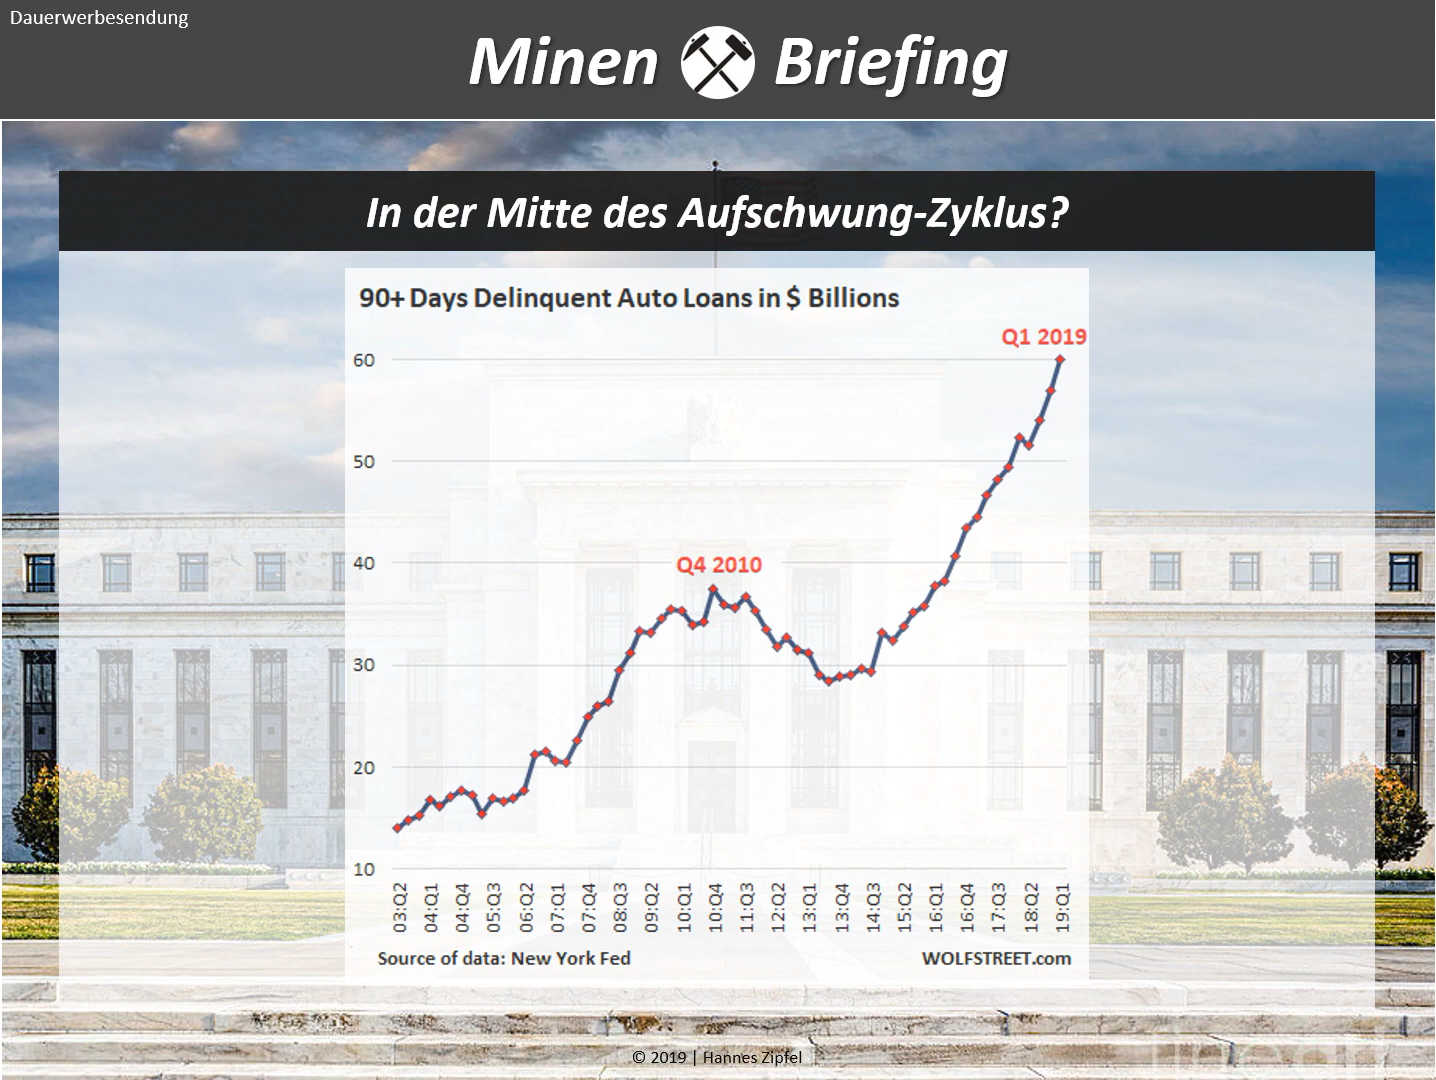 Dauerwerbesendung
Minen Briefing
In der Mitte des Aufschwung-Zyklus?
90+ Days Delinquent Auto Loans in $ Billions
Q1 2019
60
50
Q4 2010
40
30
20
10
03:Q2 04:Q1 04:Q4 05:Q3 06:Q2 07:Q1 07:Q4 08:Q3 09:Q2 10:Q1 10:Q4 11:Q3 12:Q2 13:Q1 13:Q4 14:Q3 15:Q2 16:Q1 16:Q4 17:Q3 18:Q2 19:Q1
Source of data: New York Fed WOLFSTREET.com
© 2019 | Hannes Zipfel